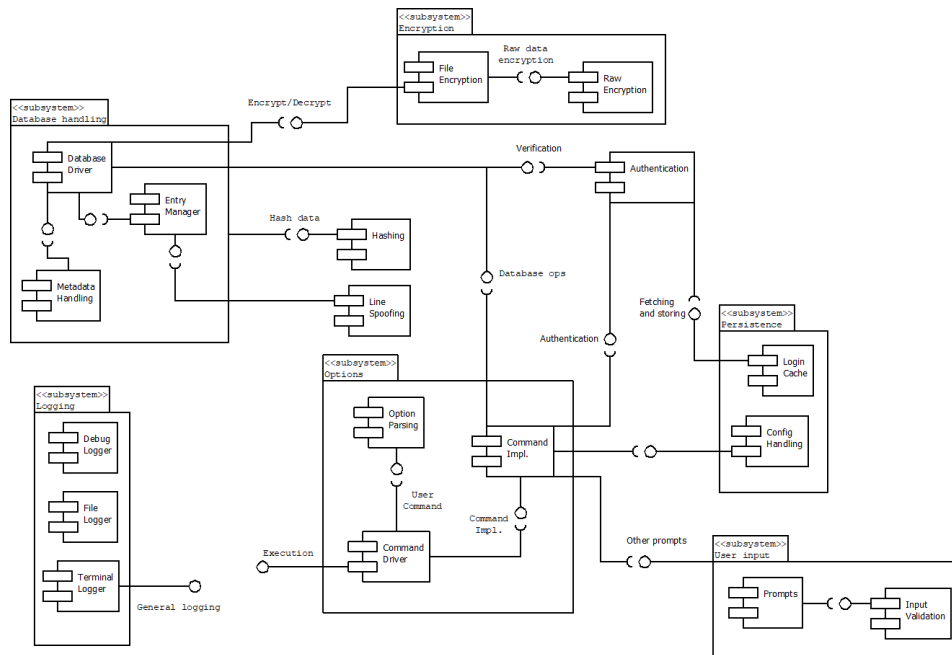 <<subsystem>>
Encryption
File
Encryption
Raw data
encryption
Raw
Encryption
Encrypt/Decrypt
<<subsystem>>
Database handling
Database
Driver
Entry
Manager
Metadata
Handling
Hash data
Hashing
Line
Spoofing
Verification
Authentication
Database ops
Authentication
Fetching
and storing
<<subsystem>>
Persistence
Login
Cache
Config
Handling
<<subsystem>>
Options
Option
Parsing
User
Command
Command
Impl.
Command
Impl.
Command
Driver
Execution
<<subsystem>>
Logging
Debug
Logger
File
Logger
Terminal
Logger
General logging
Other prompts
<<subsystem>>
User input
Prompts
Input
Validation